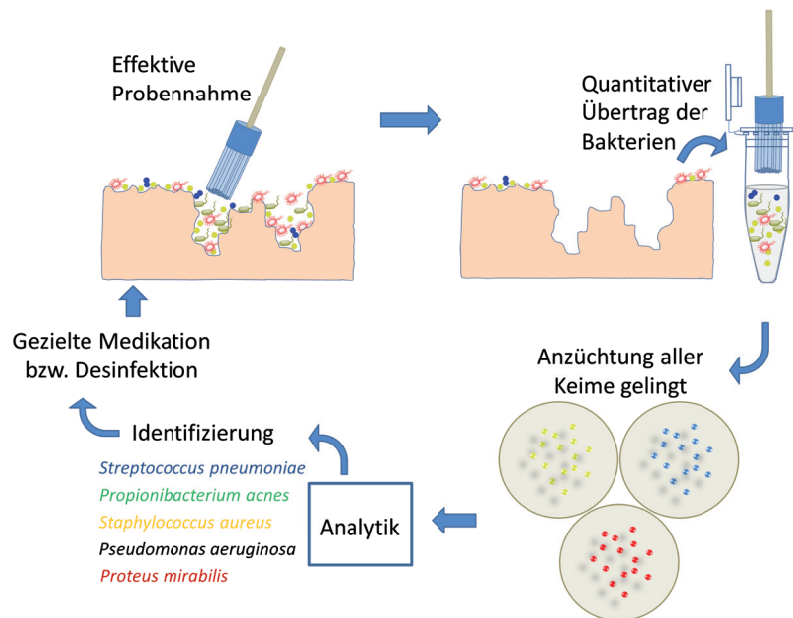 Effektive
Probennahme
Quantitativer
Übertrag der
Bakterien
Anzüchtung aller
Keime gelingt
Analytik
Identifizierung
Streptococcus pneumoniae
Propionibacterium acnes
Staphylococcus aureus
Pseudomonas aeruginosa
Proteus mirabilis
Gezielte Medikation
bzw. Desinfektion